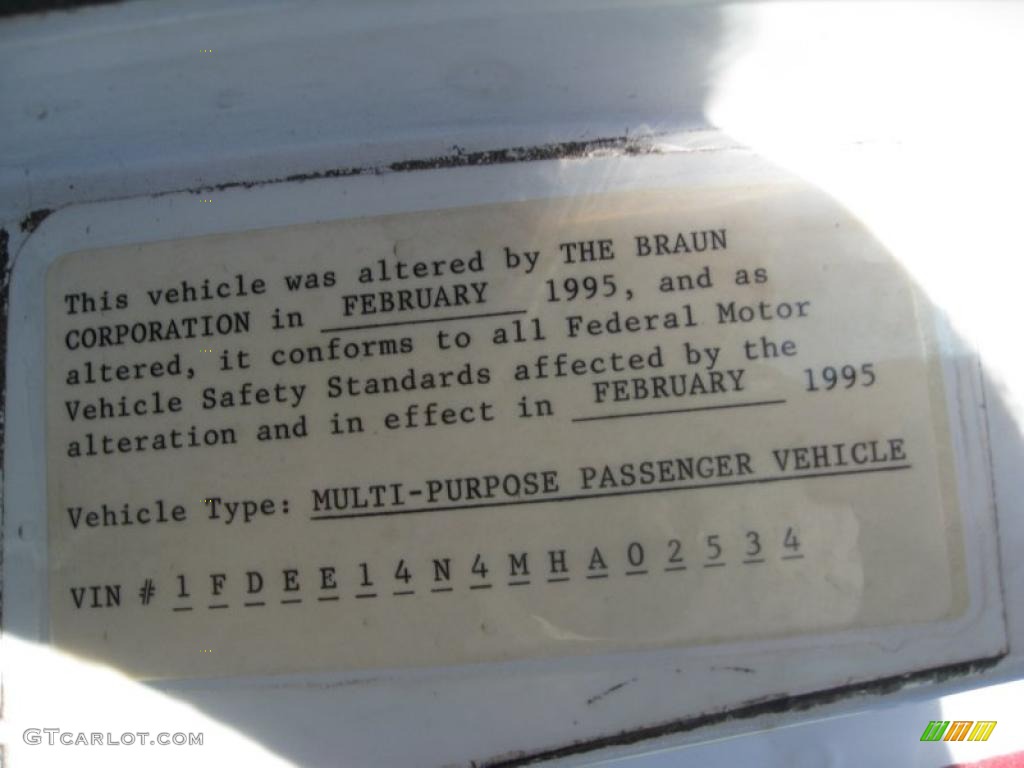 This vehicle was altered by THE BRAUN
CORPORATION in FEBRUARY 1995, and as
altered, it conforms to all Federal Motor
Vehicle Safety Standards affected by the
alteration and in effect in FEBRUARY 1995
Vehicle Type: MULTI-PURPOSE PASSENGER VEHICLE
VIN # 1 F D E E 1 4 N 4 M H A 0 2 5 3 4
GTCARLOT.COM